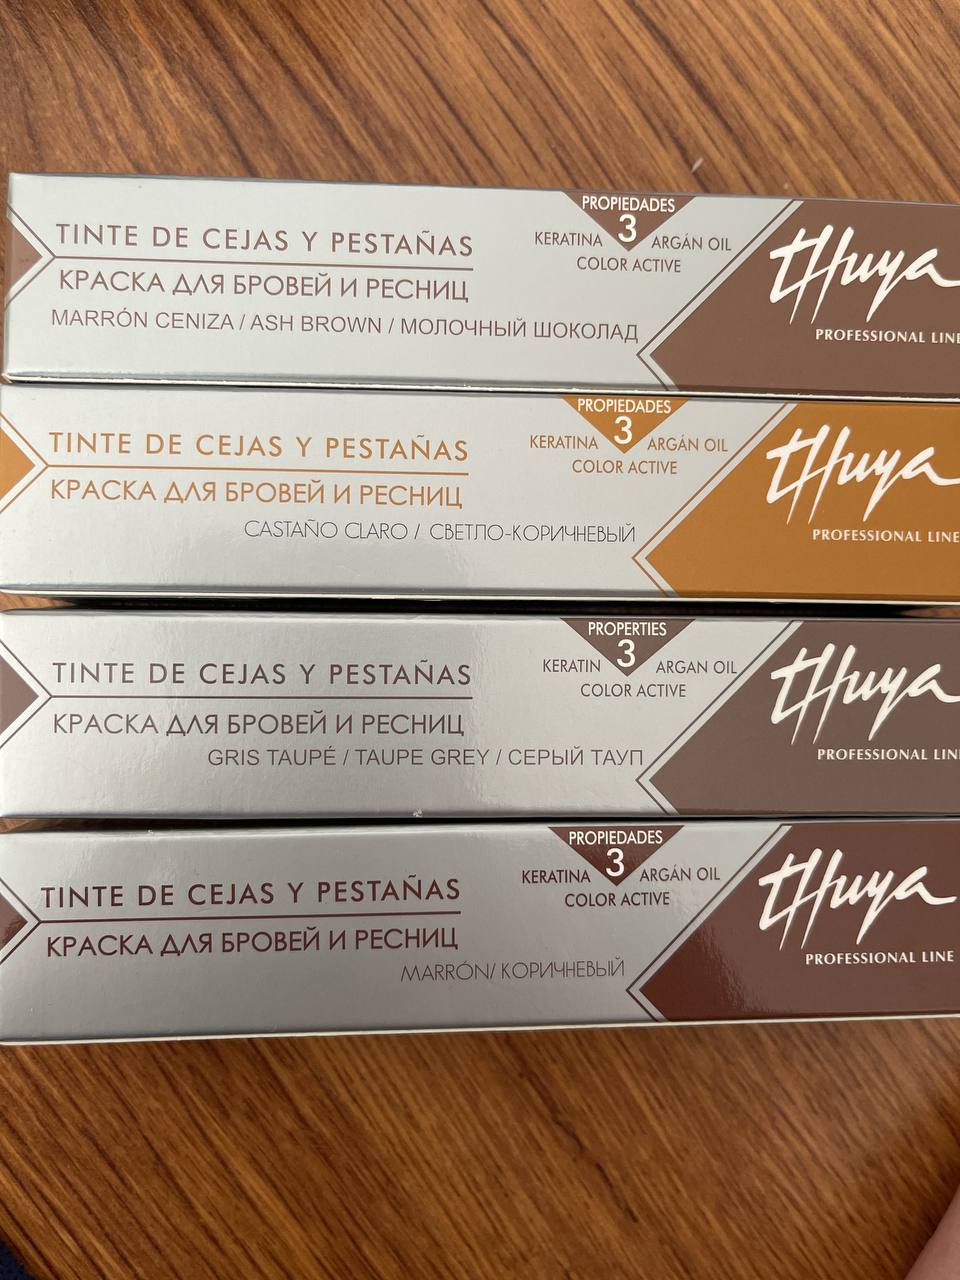 PROPIEDADES
3
KERATINA ARGÁN OIL
COLOR ACTIVE
TINTE DE CEJAS Y PESTAÑAS
КРАСКА ДЛЯ БРОВЕЙ И РЕСНИЦ
MARRÓN CENIZA / ASH BROWN / МОЛОЧНЫЙ ШОКОЛАД
tHuya
PROFESSIONAL LINE
PROPIEDADES
3
KERATINA ARGÁN OIL
COLOR ACTIVE
TINTE DE CEJAS Y PESTAÑAS
КРАСКА ДЛЯ БРОВЕЙ И РЕСНИЦ
CASTAÑO CLARO / СВЕТЛО-КОРИЧНЕВЫЙ
tHuya
PROFESSIONAL LINE
PROPERTIES
3
KERATIN ARGAN OIL
COLOR ACTIVE
TINTE DE CEJAS Y PESTAÑAS
КРАСКА ДЛЯ БРОВЕЙ И РЕСНИЦ
GRIS TAUPÉ / TAUPE GREY / СЕРЫЙ ТАУП
tHuya
PROFESSIONAL LINE
PROPIEDADES
3
KERATINA ARGÁN OIL
COLOR ACTIVE
TINTE DE CEJAS Y PESTAÑAS
КРАСКА ДЛЯ БРОВЕЙ И РЕСНИЦ
MARRÓN/ КОРИЧНЕВЫЙ
tHuya
PROFESSIONAL LINE